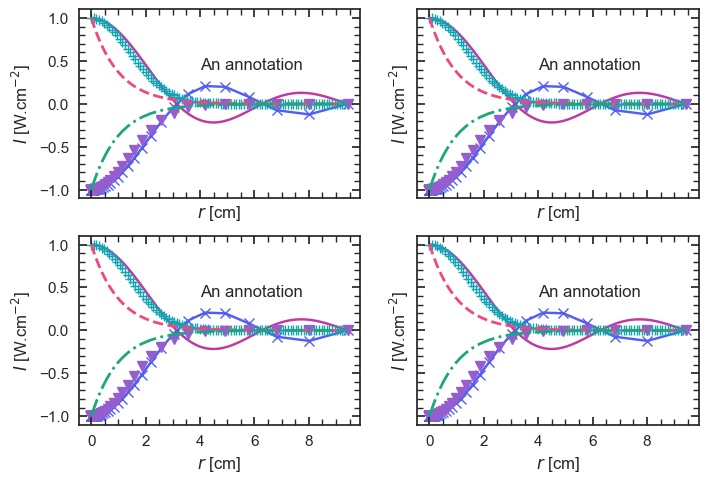 1.0
0.5
0.0
−0.5
−1.0
I [W.cm⁻²]
An annotation
r [cm]
I [W.cm⁻²]
An annotation
r [cm]
1.0
0.5
0.0
−0.5
−1.0
I [W.cm⁻²]
An annotation
0 2 4 6 8
r [cm]
I [W.cm⁻²]
An annotation
0 2 4 6 8
r [cm]